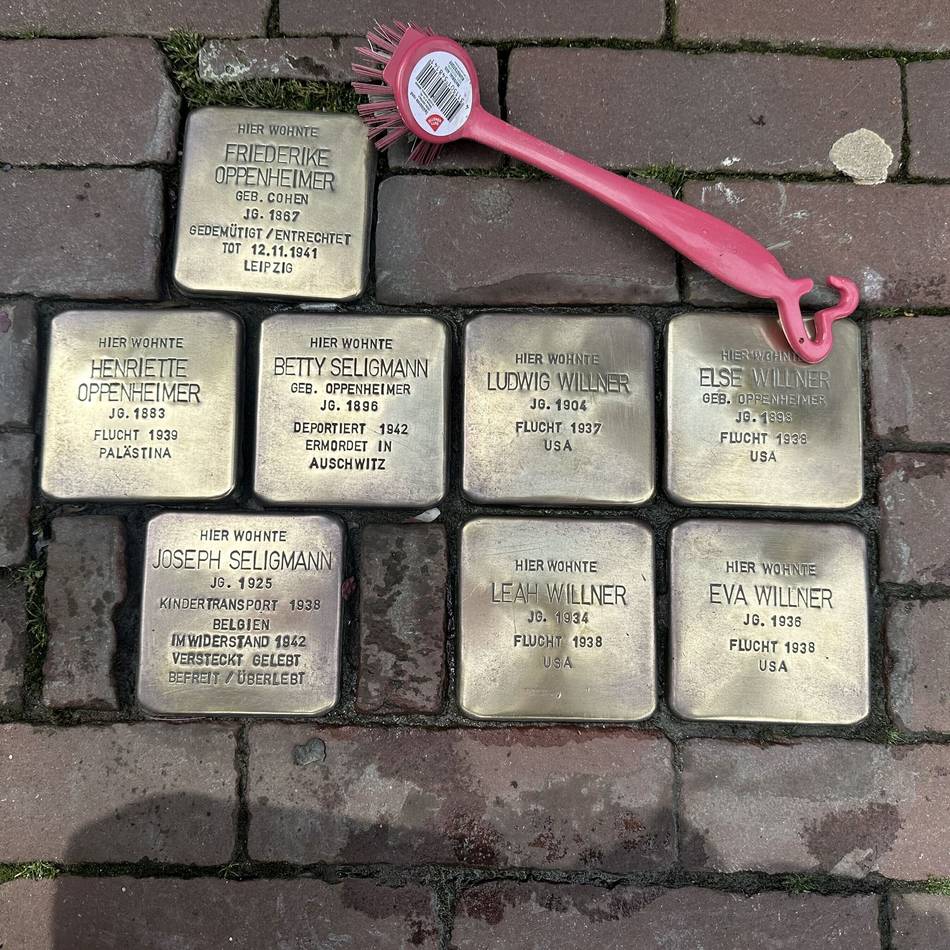 HIER WOHNTE
FRIEDERIKE
OPPENHEIMER
GEB. COHEN
JG. 1867
GEDEMÜTIGT / ENTRECHTET
TOT 12.11.1941
LEIPZIG
HIER WOHNTE
HENRIETTE
OPPENHEIMER
JG. 1883
FLUCHT 1939
PALÄSTINA
HIER WOHNTE
BETTY SELIGMANN
GEB. OPPENHEIMER
JG. 1896
DEPORTIERT 1942
ERMORDET IN
AUSCHWITZ
HIER WOHNTE
LUDWIG WILLNER
JG. 1904
FLUCHT 1937
USA
HIER WOHNTE
ELSE WILLNER
GEB. OPPENHEIMER
JG. 1898
FLUCHT 1938
USA
HIER WOHNTE
JOSEPH SELIGMANN
JG. 1925
KINDERTRANSPORT 1938
BELGIEN
IM WIDERSTAND 1942
VERSTECKT GELEBT
BEFREIT / ÜBERLEBT
HIER WOHNTE
LEAH WILLNER
JG. 1934
FLUCHT 1938
USA
HIER WOHNTE
EVA WILLNER
JG. 1936
FLUCHT 1938
USA